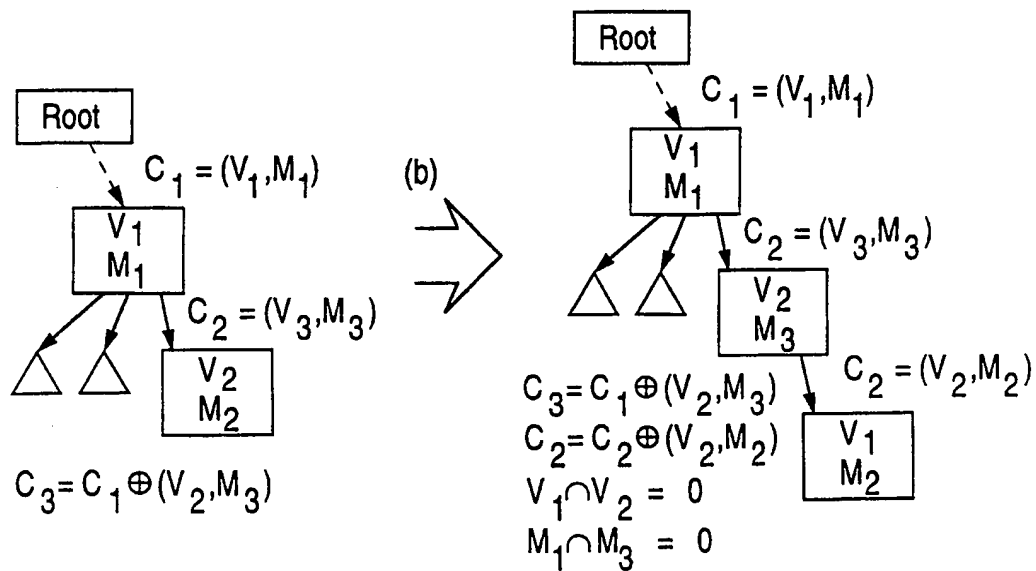 Root
C1 = (V1,M1)
V1
M1
C2 = (V3,M3)
V2
M2
C3= C1 ⊕ (V2,M3)
(b)
Root
C1 = (V1,M1)
V1
M1
C2 = (V3,M3)
V2
M3
C2 = (V2,M2)
V1
M2
C3= C1 ⊕ (V2,M3)
C2= C2 ⊕ (V2,M2)
V1∩V2 = 0
M1∩M3 = 0